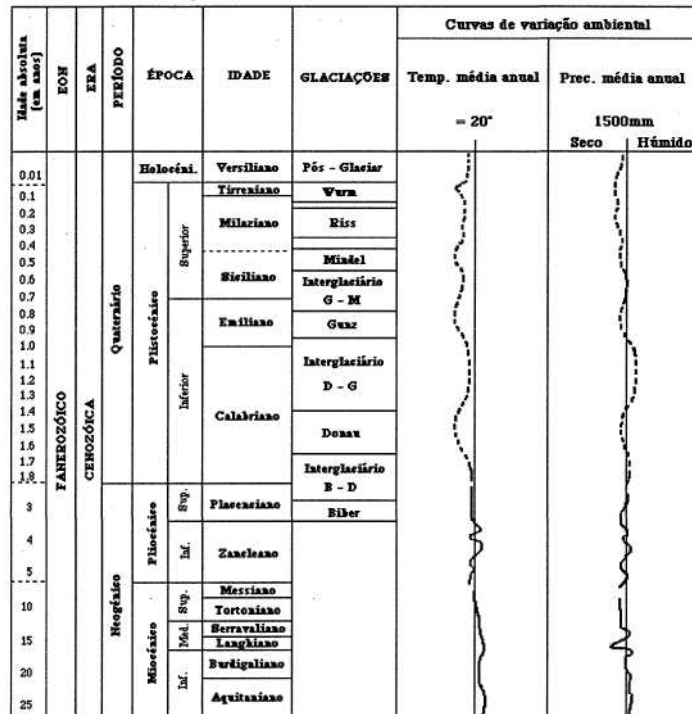 Curvas de variação ambiental
Idade absoluta
(em anos)
EON
ERA
PERÍODO
ÉPOCA
IDADE
GLACIAÇÕES
Temp. média anual
Prec. média anual
= 20°
1500mm
Seco
Húmido
0.01
0.1
0.2
0.3
0.4
0.5
0.6
0.7
0.8
0.9
1.0
1.1
1.2
1.3
1.4
1.5
1.6
1.7
1.8
3
4
5
10
15
20
25
FANEROZÓICO
CENOZÓICA
Quaternário
Neogénico
Holocéni.
Plistocénico
Pliocénico
Miocénico
Superior
Inferior
Sup.
Inf.
Sup.
Med.
Inf.
Versiliano
Tirreniano
Milaziano
Siciliano
Emiliano
Calabriano
Placenciano
Zancleano
Messiano
Tortoniano
Serravaliano
Langhiano
Burdigaliano
Aquitaniano
Pós - Glaciar
Wurm
Riss
Mindel
Interglaciário
G - M
Gunz
Interglaciário
D - G
Donau
Interglaciário
B - D
Biber